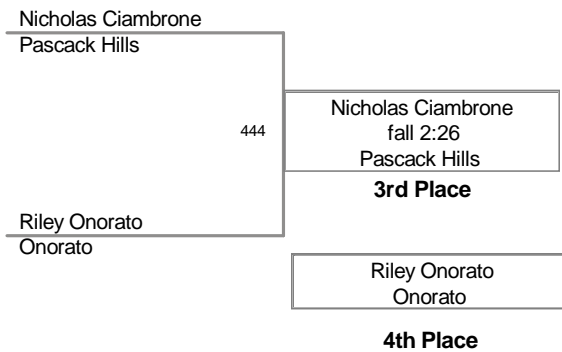 Nicholas Ciambrone
Pascack Hills
444
Nicholas Ciambrone
fall 2:26
Pascack Hills
3rd Place
Riley Onorato
Onorato
Riley Onorato
Onorato
4th Place